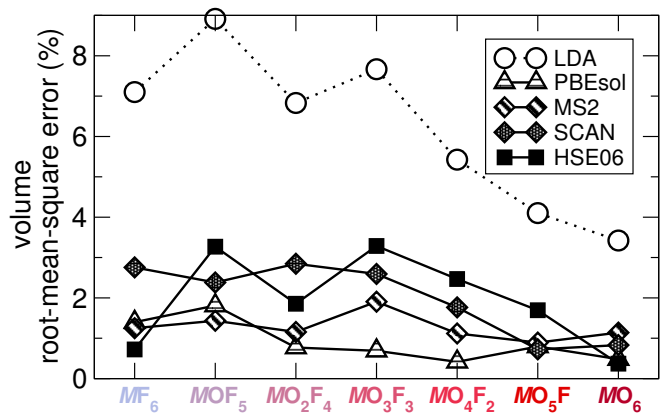 volume
root-mean-square error (%)
8
6
4
2
0
LDA
PBEsol
MS2
SCAN
HSE06
MF₆ MOF₅ MO₂F₄ MO₃F₃ MO₄F₂ MO₅F MO₆